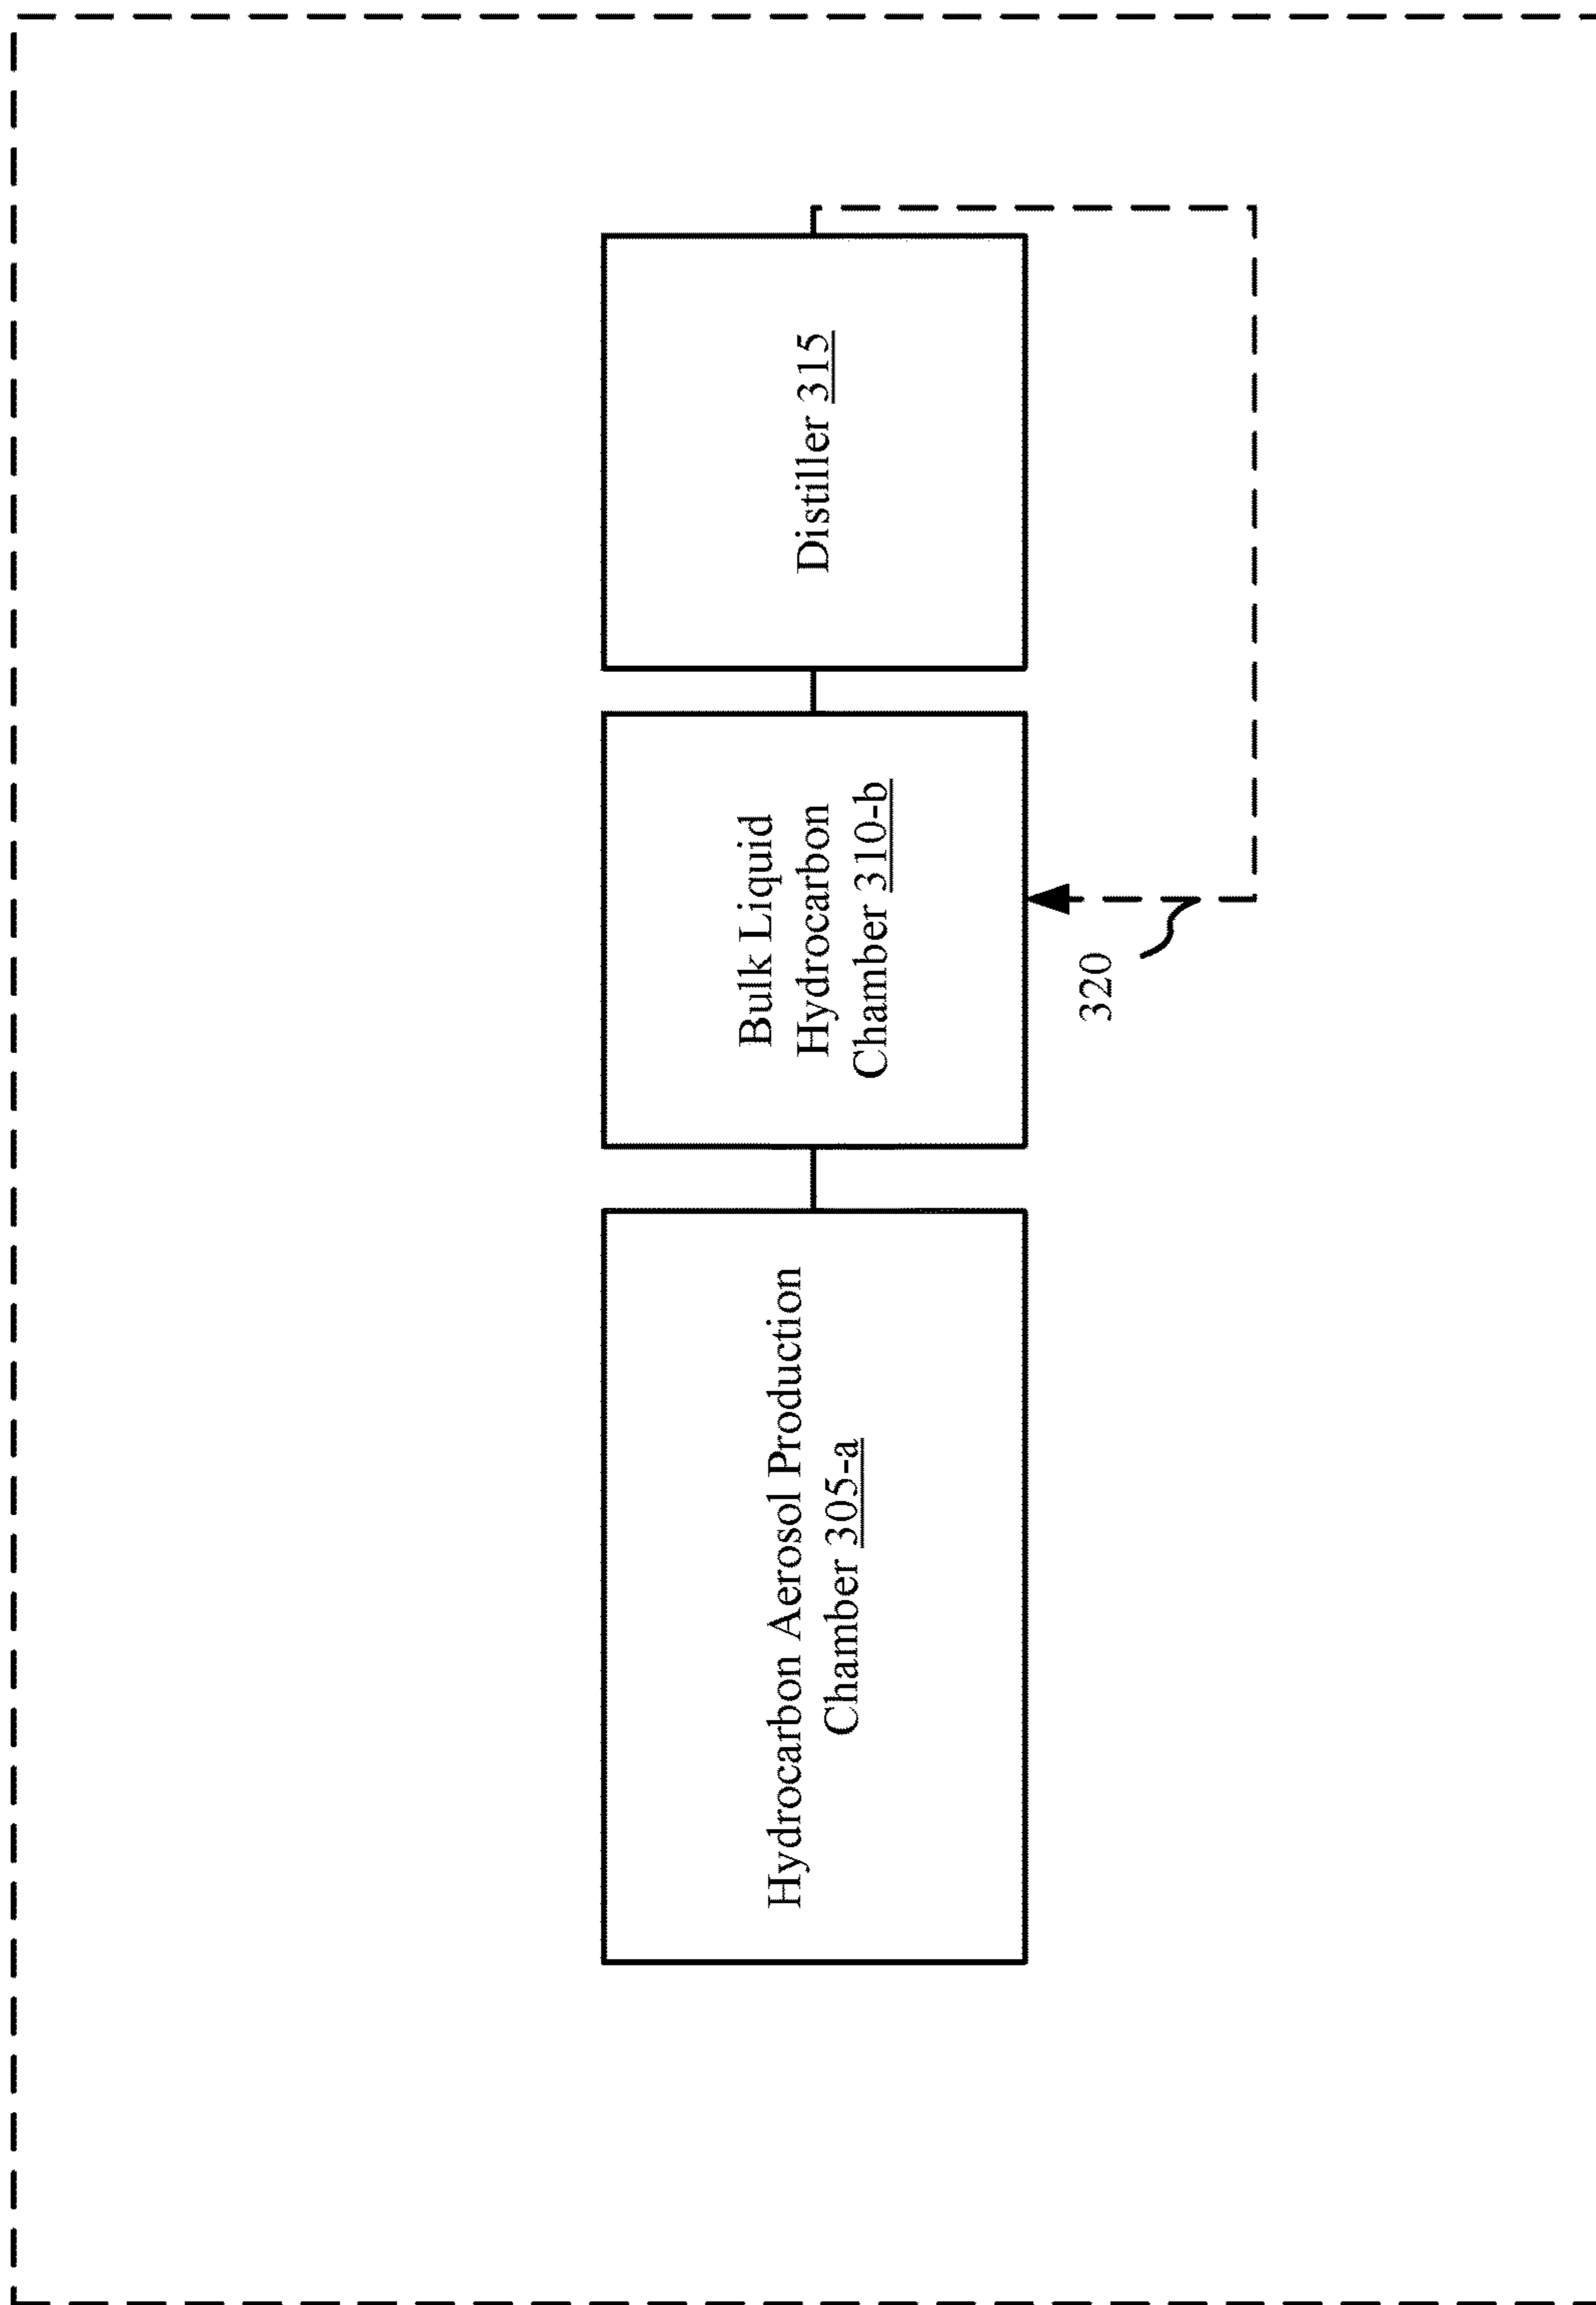 Hydrocarbon Aerosol Production
Chamber 305-a
Bulk Liquid
Hydrocarbon
Chamber 310-b
Distiller 315
320